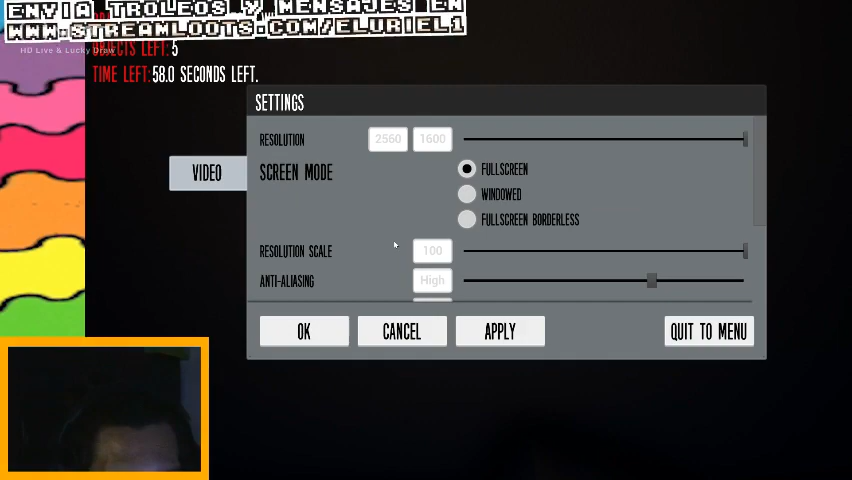 ENVIA TROLEOS Y MENSAJES EN
WWW.STREAMLOOTS.COM/ELURIEL1
HD Live & Lucky Draw
OBJECTS LEFT: 5
TIME LEFT: 58.0 SECONDS LEFT.
SETTINGS
RESOLUTION 2560 1600
VIDEO
SCREEN MODE
FULLSCREEN
WINDOWED
FULLSCREEN BORDERLESS
RESOLUTION SCALE 100
ANTI-ALIASING High
OK CANCEL APPLY QUIT TO MENU